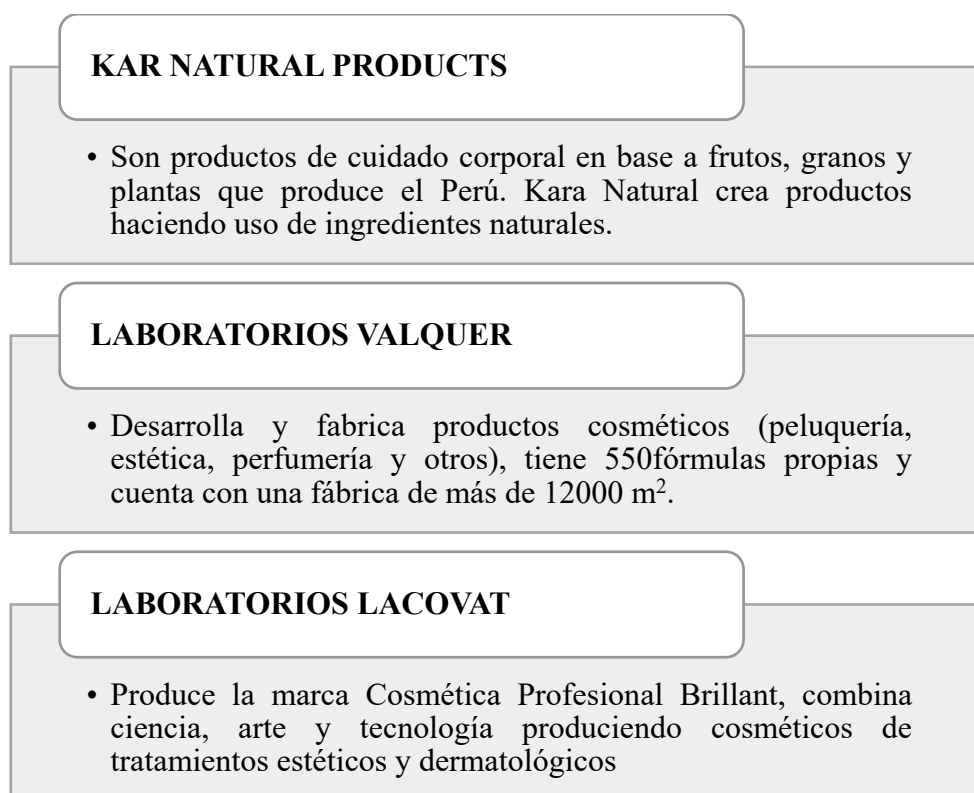 KAR NATURAL PRODUCTS
• Son productos de cuidado corporal en base a frutos, granos y
plantas que produce el Perú. Kara Natural crea productos
haciendo uso de ingredientes naturales.
LABORATORIOS VALQUER
• Desarrolla y fabrica productos cosméticos (peluquería,
estética, perfumería y otros), tiene 550fórmulas propias y
cuenta con una fábrica de más de 12000 m².
LABORATORIOS LACOVAT
• Produce la marca Cosmética Profesional Brillant, combina
ciencia, arte y tecnología produciendo cosméticos de
tratamientos estéticos y dermatológicos